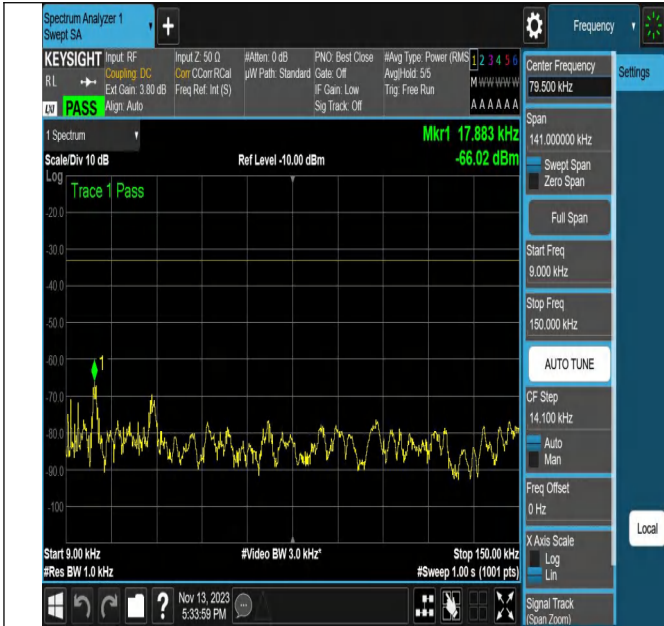 Spectrum Analyzer 1
Swept SA
+
Frequency
KEYSIGHT
RL
LXI
PASS
Input: RF
Coupling: DC
Ext Gain: 3.80 dB
Align: Auto
Input Z: 50 Ω
Corr CCorr RCal
Freq Ref: Int (S)
#Atten: 0 dB
µW Path: Standard
PNO: Best Close
Gate: Off
IF Gain: Low
Sig Track: Off
#Avg Type: Power (RMS
Avg|Hold: 5/5
Trig: Free Run
1 2 3 4 5 6
M W W W W W
A A A A A A
1 Spectrum
Mkr1 17.883 kHz
Scale/Div 10 dB
Ref Level -10.00 dBm
-66.02 dBm
Log
Trace 1 Pass
-20.0
-30.0
-40.0
-50.0
-60.0
1
-70.0
-80.0
-90.0
-100
Start 9.00 kHz
#Video BW 3.0 kHz*
Stop 150.00 kHz
#Res BW 1.0 kHz
#Sweep 1.00 s (1001 pts)
?
Nov 13, 2023
5:33:59 PM
Center Frequency
79.500 kHz
Settings
Span
141.000000 kHz
Swept Span
Zero Span
Full Span
Start Freq
9.000 kHz
Stop Freq
150.000 kHz
AUTO TUNE
CF Step
14.100 kHz
Auto
Man
Freq Offset
0 Hz
Local
X Axis Scale
Log
Lin
Signal Track
(Span Zoom)